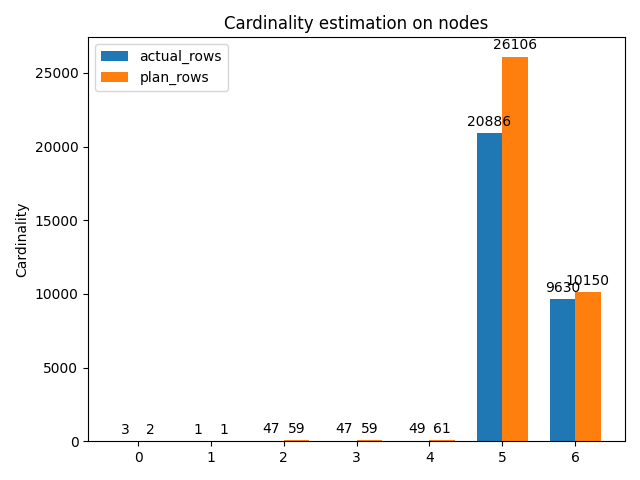 Cardinality estimation on nodes
actual_rows
plan_rows
Cardinality
25000
20000
15000
10000
5000
0
3 2
1 1
47 59
47 59
49 61
20886 26106
9630 10150
0 1 2 3 4 5 6